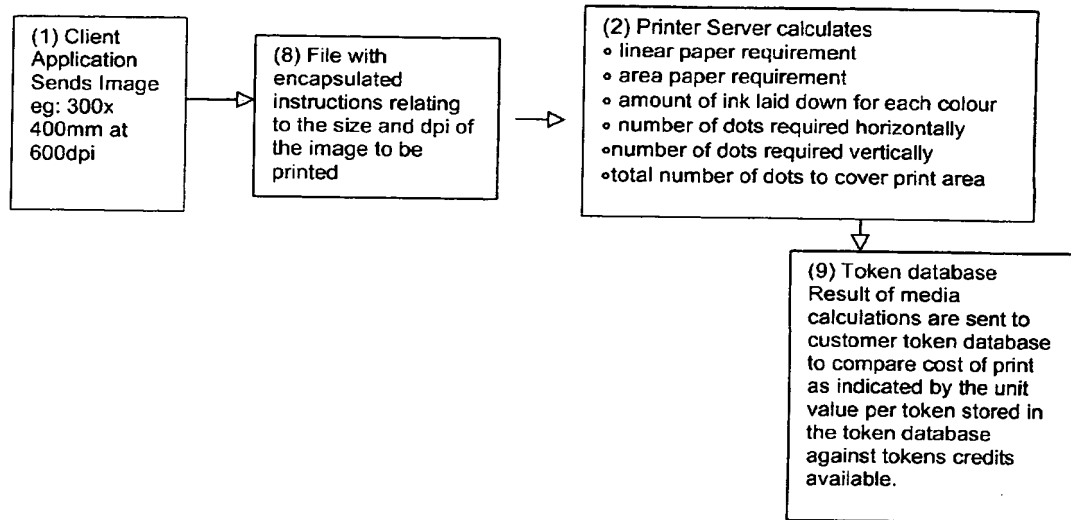 (1) Client
Application
Sends Image
eg: 300x
400mm at
600dpi
(8) File with
encapsulated
instructions relating
to the size and dpi of
the image to be
printed
(2) Printer Server calculates
• linear paper requirement
• area paper requirement
• amount of ink laid down for each colour
• number of dots required horizontally
•number of dots required vertically
•total number of dots to cover print area
(9) Token database
Result of media
calculations are sent to
customer token database
to compare cost of print
as indicated by the unit
value per token stored in
the token database
against tokens credits
available.